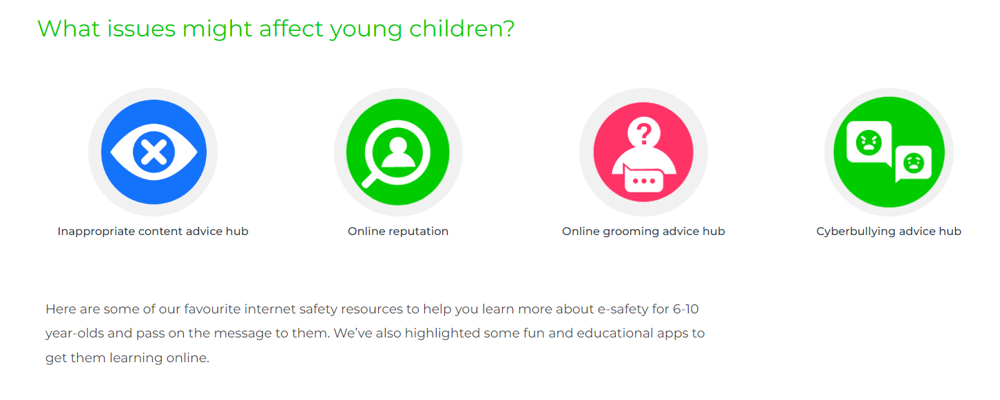 What issues might affect young children?
Inappropriate content advice hub
Online reputation
Online grooming advice hub
Cyberbullying advice hub
Here are some of our favourite internet safety resources to help you learn more about e-safety for 6-10
year-olds and pass on the message to them. We’ve also highlighted some fun and educational apps to
get them learning online.